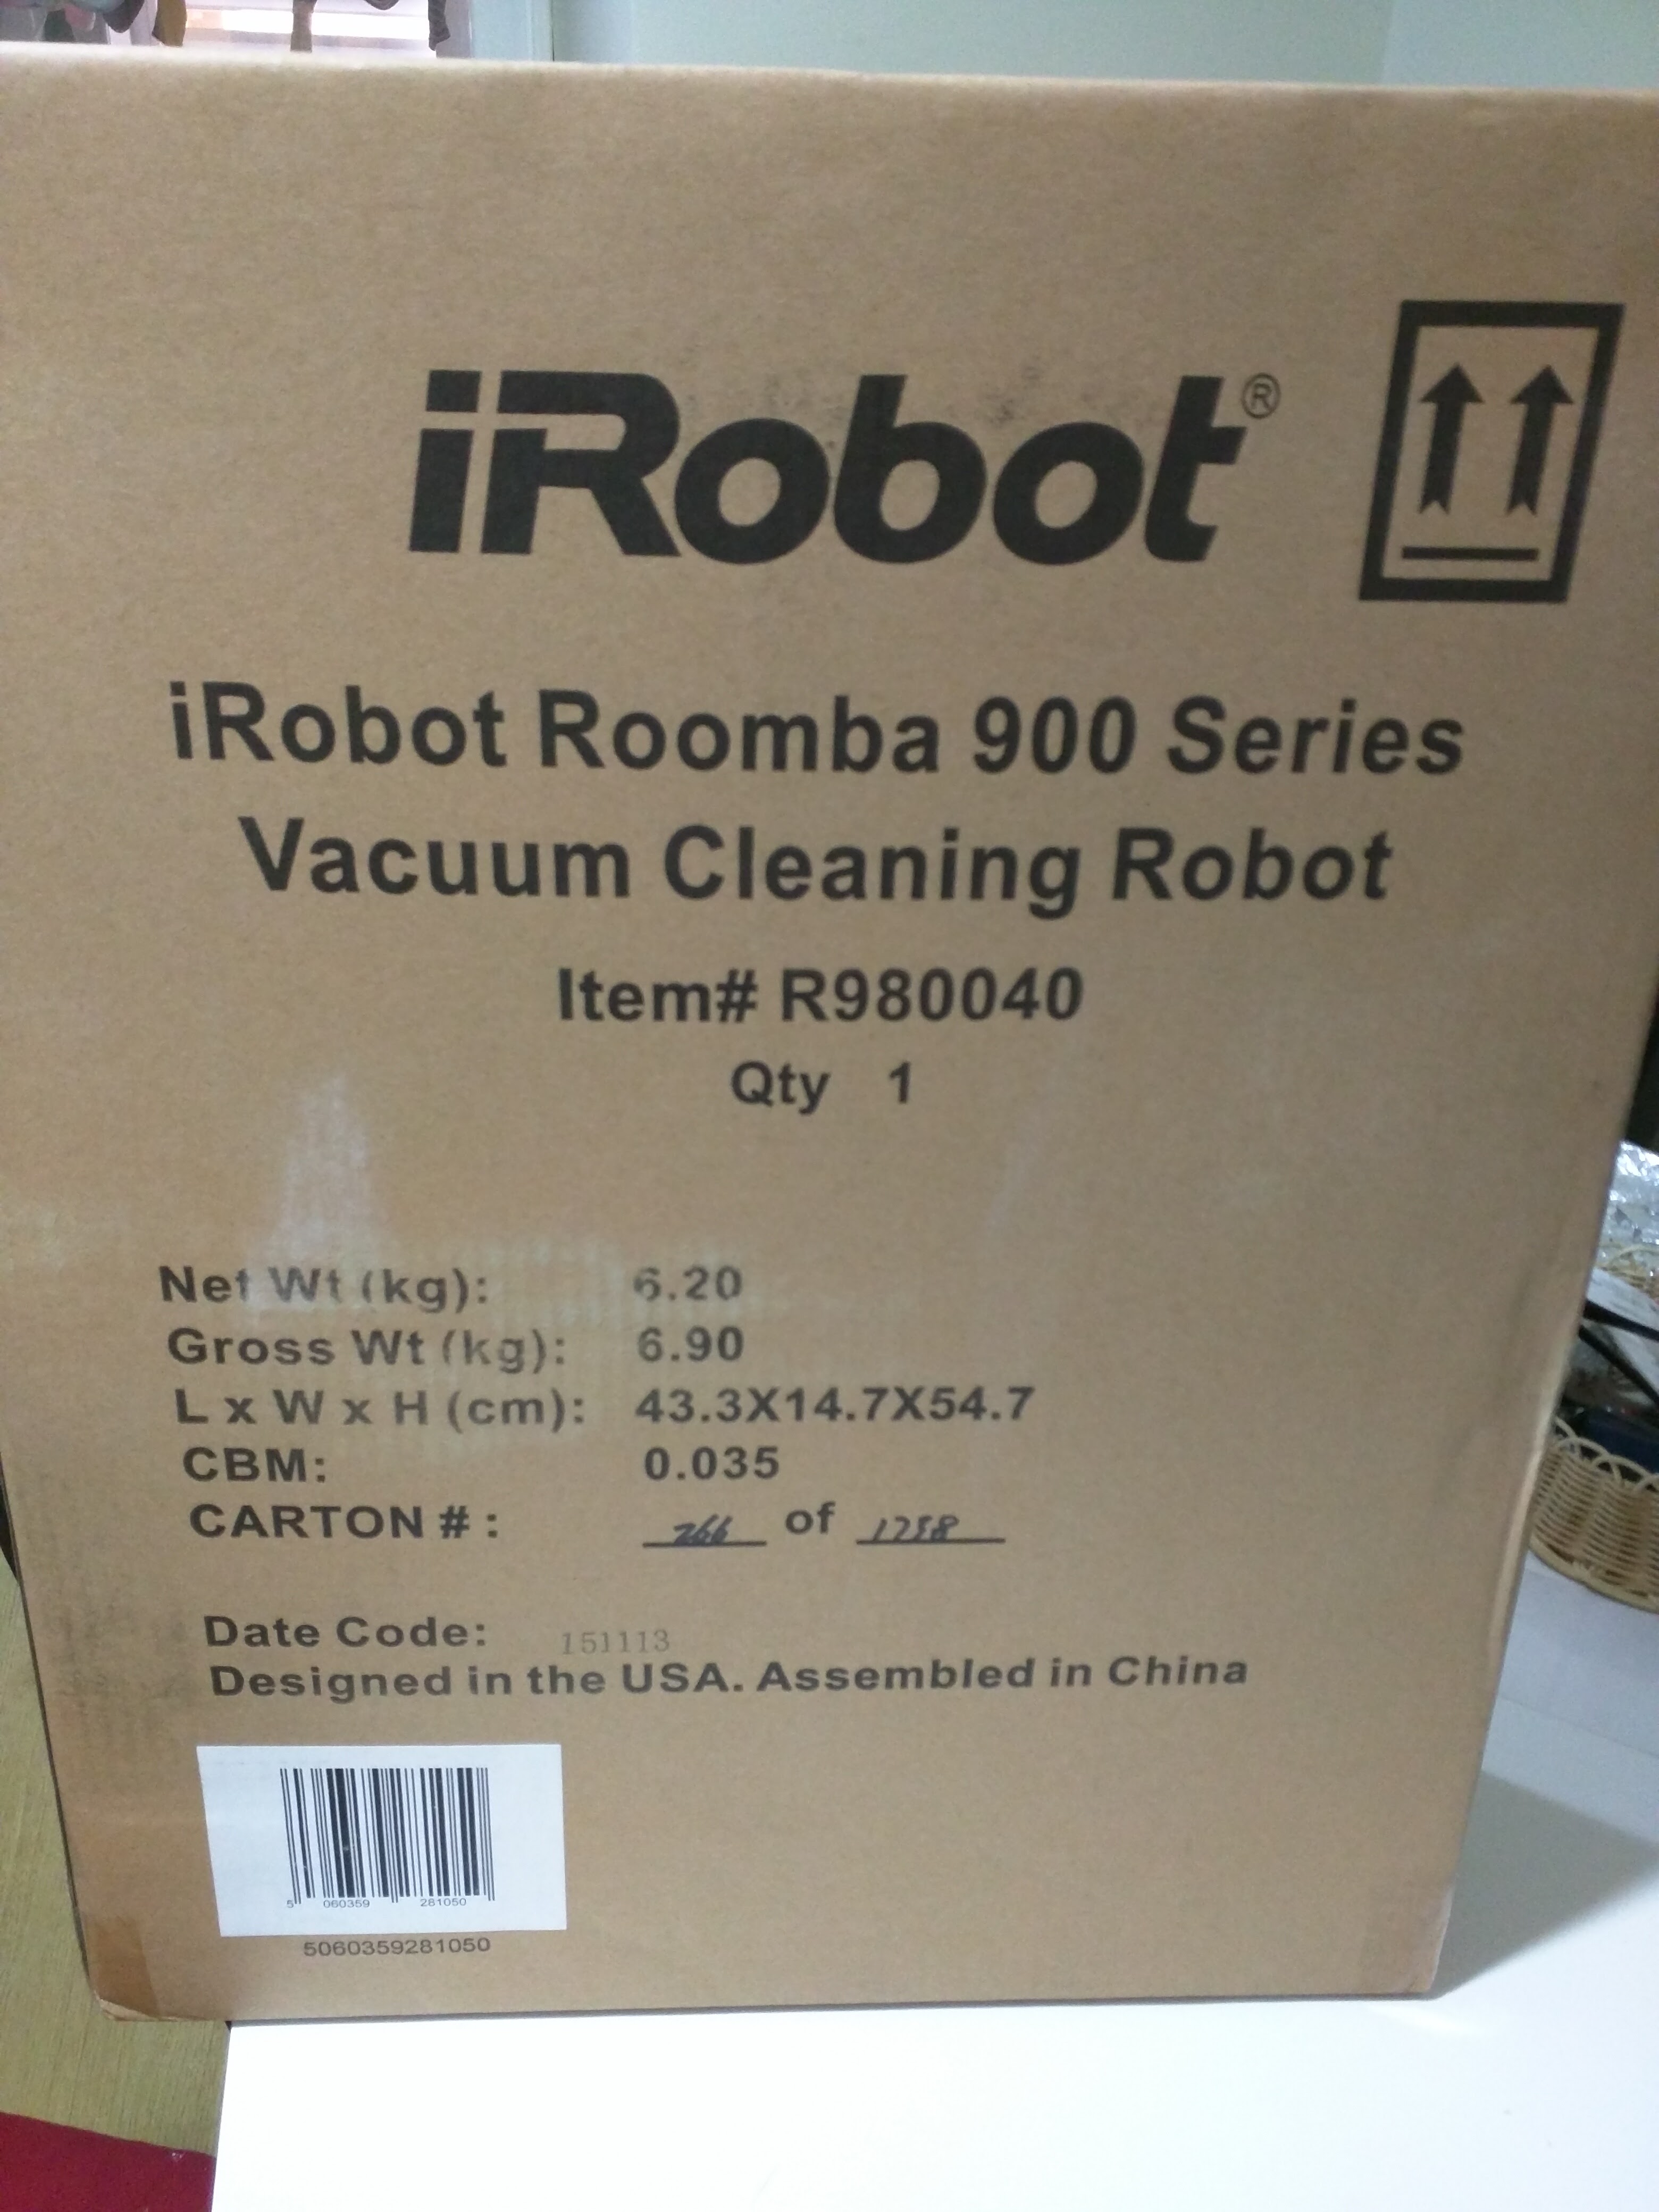 iRobot®
iRobot Roomba 900 Series
Vacuum Cleaning Robot
Item# R980040
Qty 1
Net Wt (kg): 6.20
Gross Wt (kg): 6.90
L x W x H (cm): 43.3X14.7X54.7
CBM: 0.035
CARTON #: 266 of 1758
Date Code: 151113
Designed in the USA. Assembled in China
5 060359 281050
5060359281050